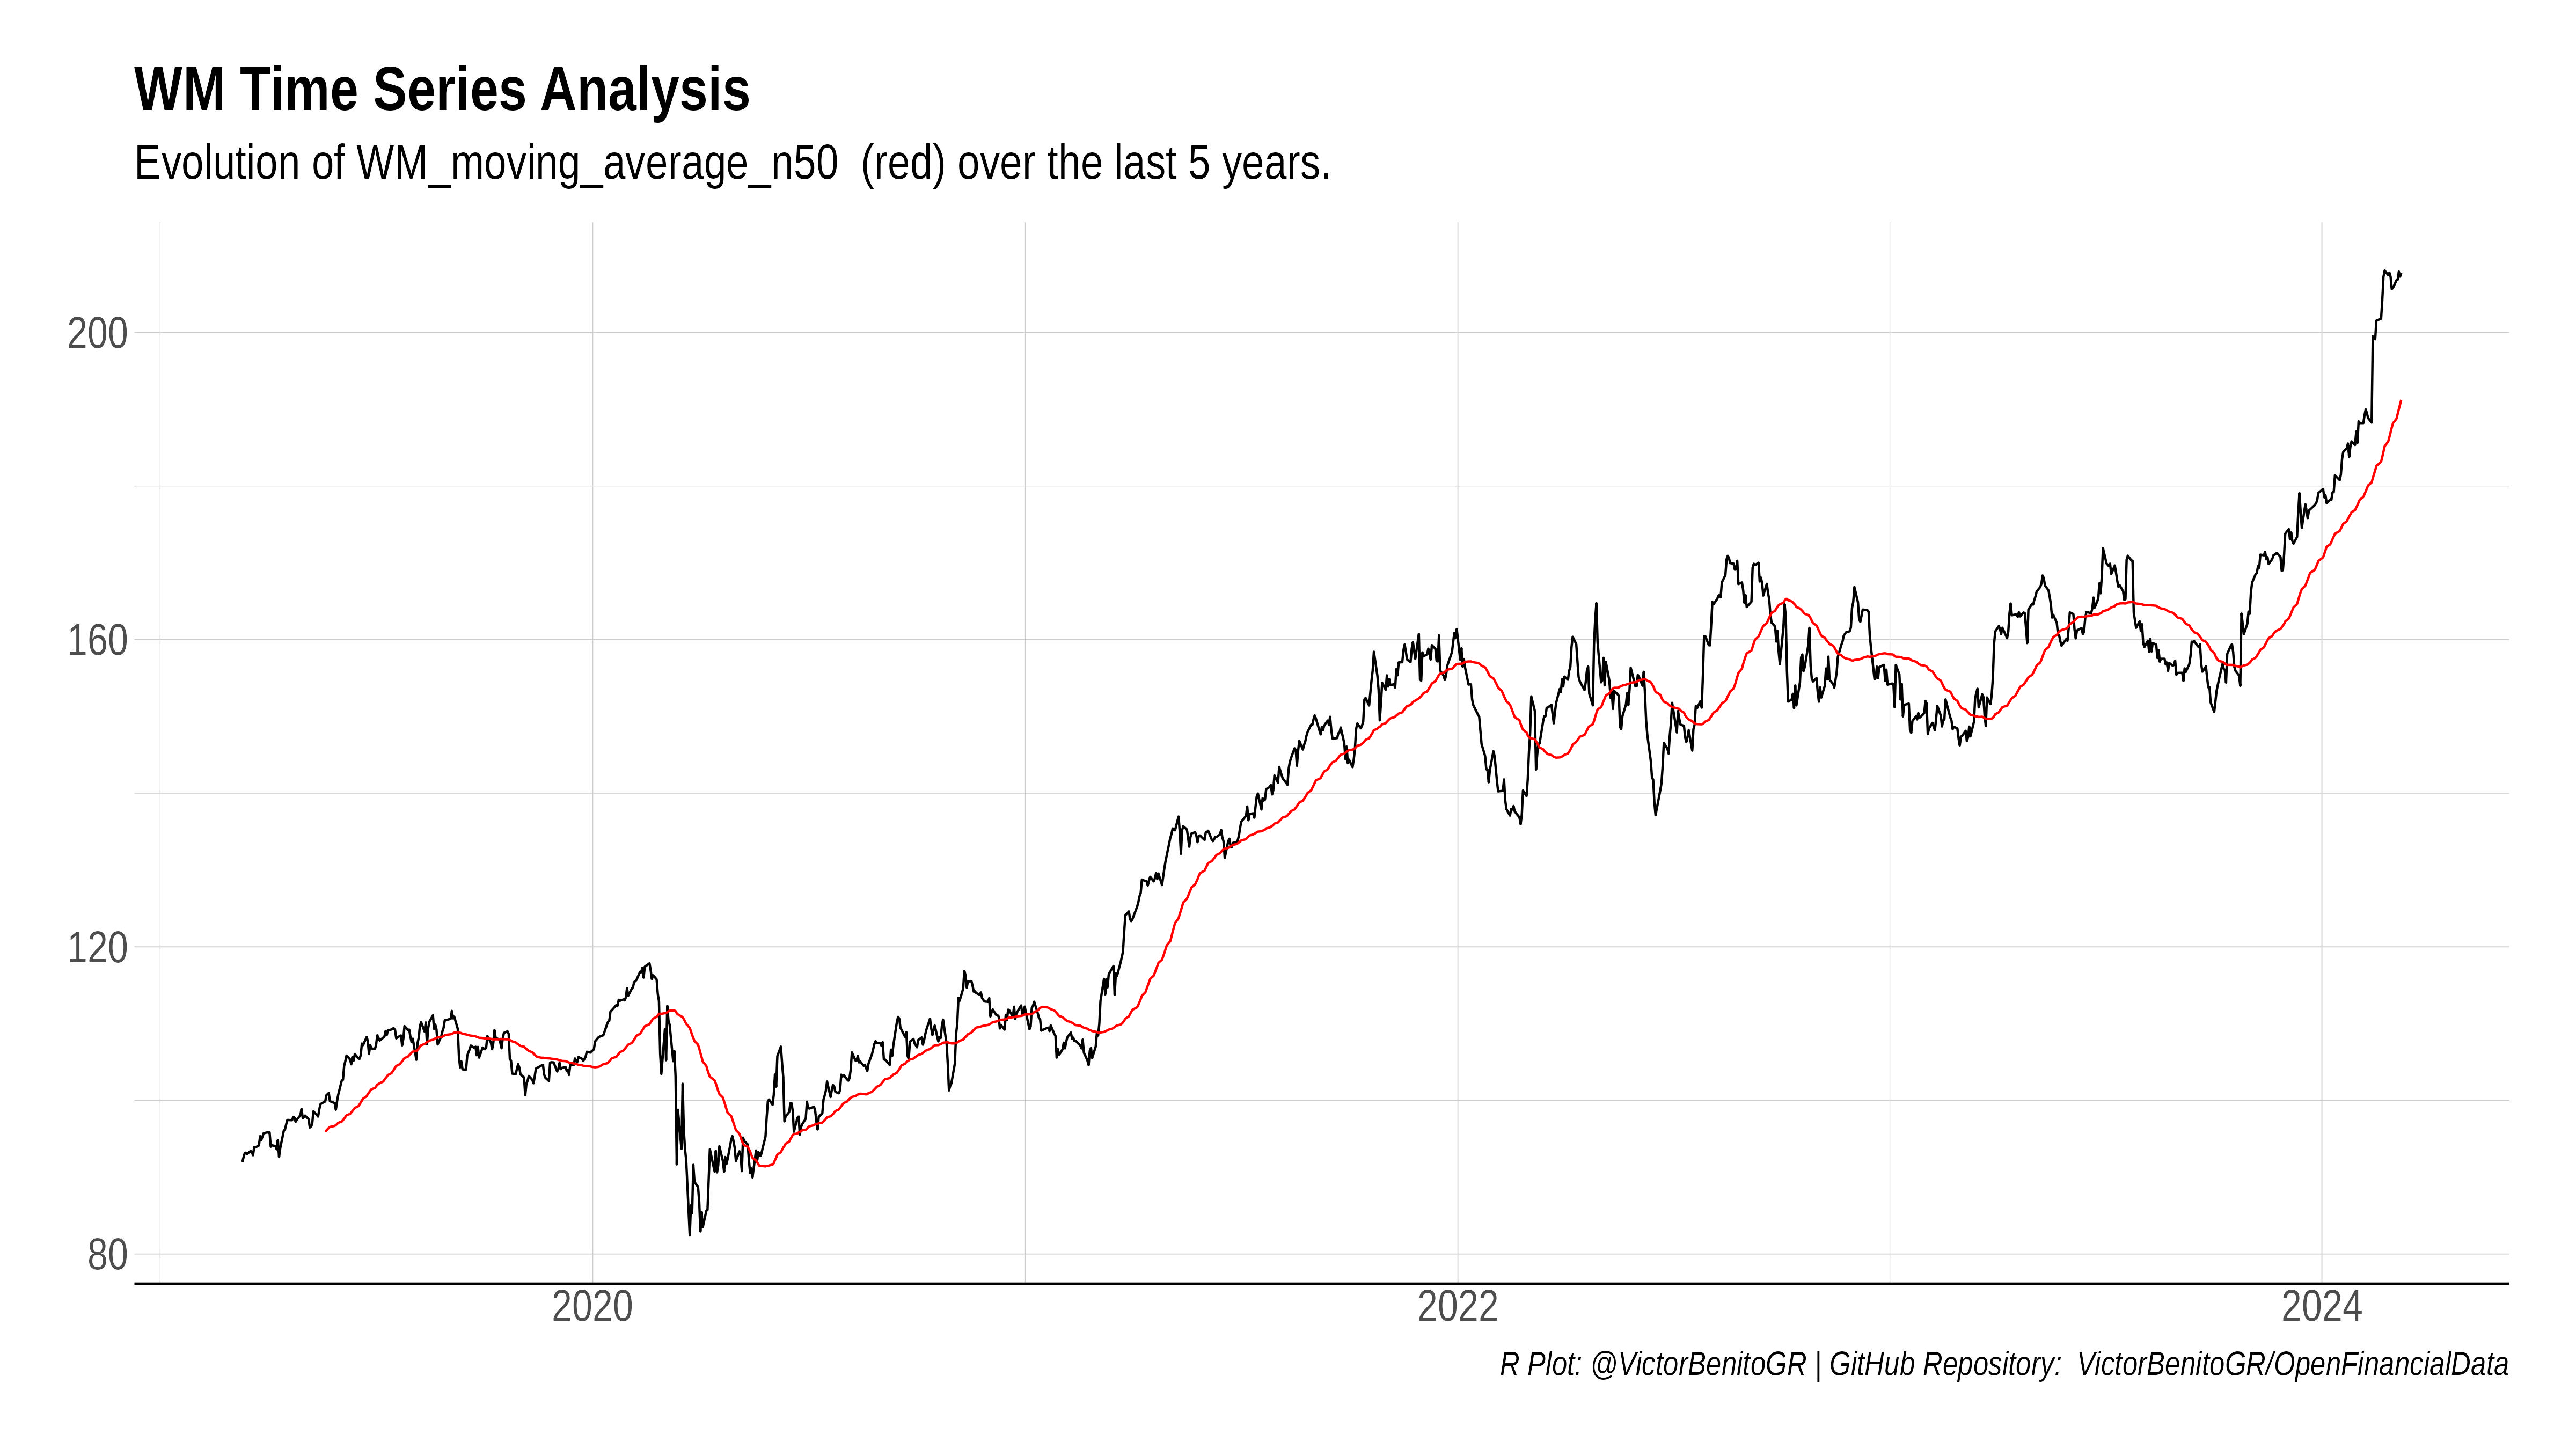 WM Time Series Analysis
Evolution of WM_moving_average_n50  (red) over the last 5 years.
200
160
120
80
2020 2022 2024
R Plot: @VictorBenitoGR | GitHub Repository:  VictorBenitoGR/OpenFinancialData